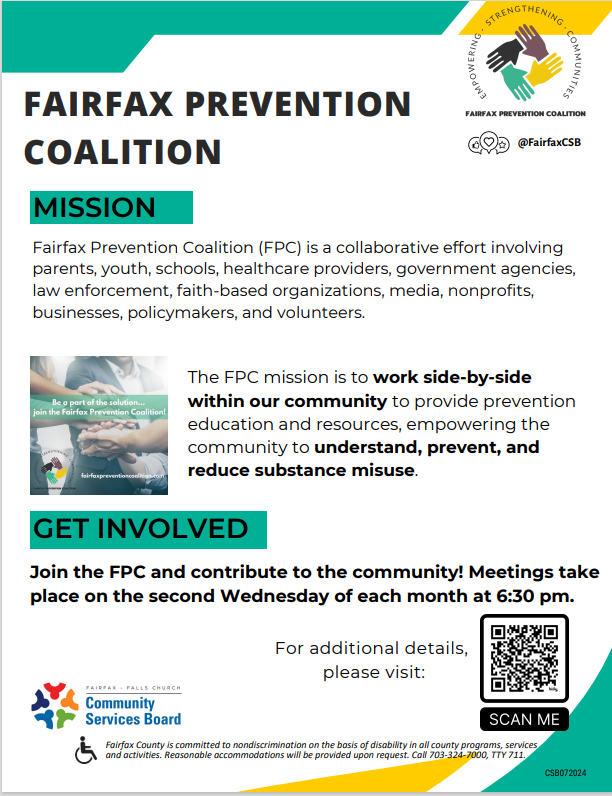 EMPOWERING · STRENGTHENING · COMMUNITIES
FAIRFAX PREVENTION COALITION
@FairfaxCSB
FAIRFAX PREVENTION
COALITION
MISSION
Fairfax Prevention Coalition (FPC) is a collaborative effort involving
parents, youth, schools, healthcare providers, government agencies,
law enforcement, faith-based organizations, media, nonprofits,
businesses, policymakers, and volunteers.
Be a part of the solution...
join the Fairfax Prevention Coalition!
fairfaxpreventioncoalition.com
The FPC mission is to work side-by-side
within our community to provide prevention
education and resources, empowering the
community to understand, prevent, and
reduce substance misuse.
GET INVOLVED
Join the FPC and contribute to the community! Meetings take
place on the second Wednesday of each month at 6:30 pm.
For additional details,
please visit:
SCAN ME
FAIRFAX - FALLS CHURCH
Community
Services Board
Fairfax County is committed to nondiscrimination on the basis of disability in all county programs, services
and activities. Reasonable accommodations will be provided upon request. Call 703-324-7000, TTY 711.
CSB072024